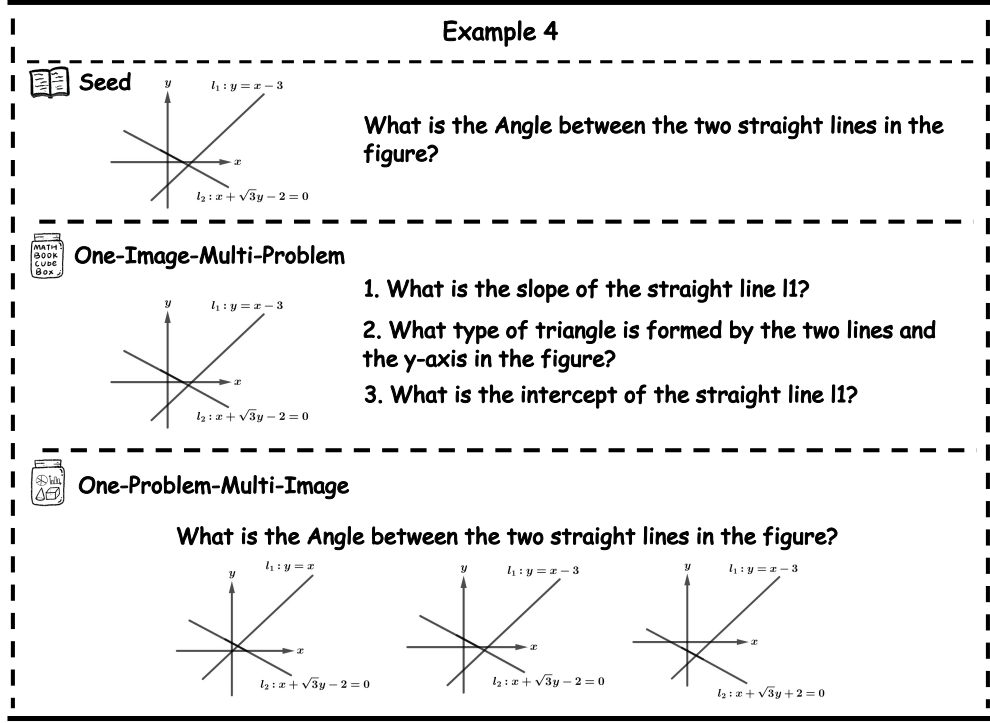 Example 4
Seed
y
l₁ : y = x − 3
x
l₂ : x + √3y − 2 = 0
What is the Angle between the two straight lines in the
figure?
MATH
BOOK
CUBE
BOX
One-Image-Multi-Problem
y
l₁ : y = x − 3
x
l₂ : x + √3y − 2 = 0
1. What is the slope of the straight line l1?
2. What type of triangle is formed by the two lines and
the y-axis in the figure?
3. What is the intercept of the straight line l1?
One-Problem-Multi-Image
What is the Angle between the two straight lines in the figure?
y
l₁ : y = x
x
l₂ : x + √3y − 2 = 0
y
l₁ : y = x − 3
x
l₂ : x + √3y − 2 = 0
y
l₁ : y = x − 3
x
l₂ : x + √3y + 2 = 0